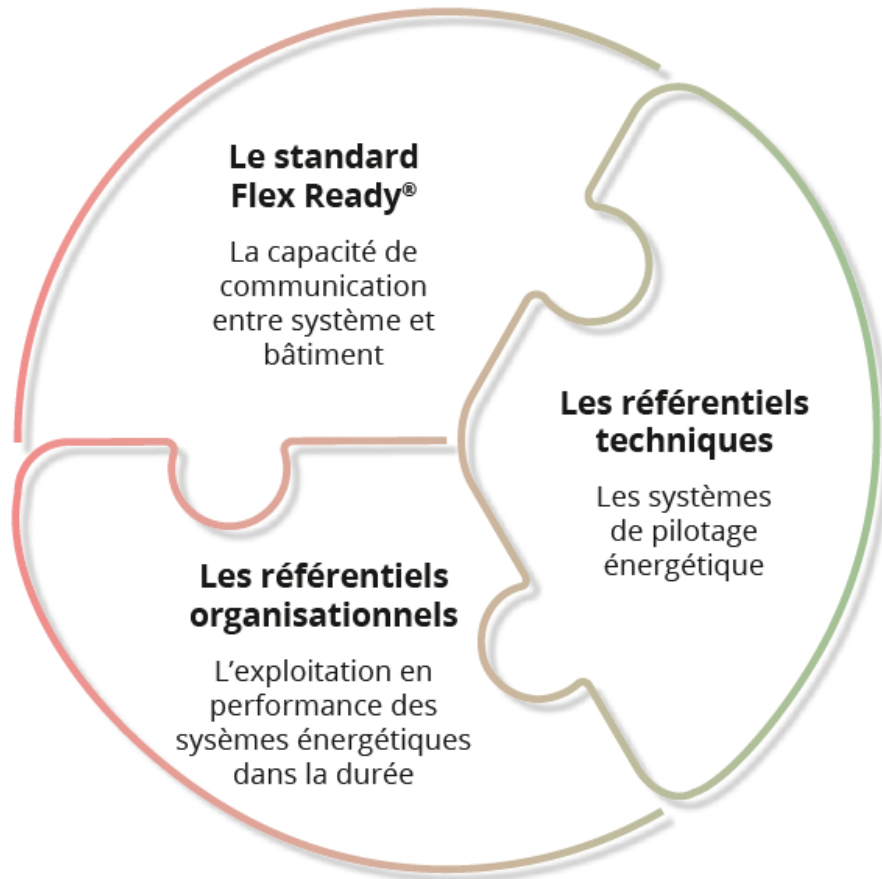 Le standard
Flex Ready®
La capacité de
communication
entre système et
bâtiment
Les référentiels
techniques
Les systèmes
de pilotage
énergétique
Les référentiels
organisationnels
L’exploitation en
performance des
sysèmes énergétiques
dans la durée